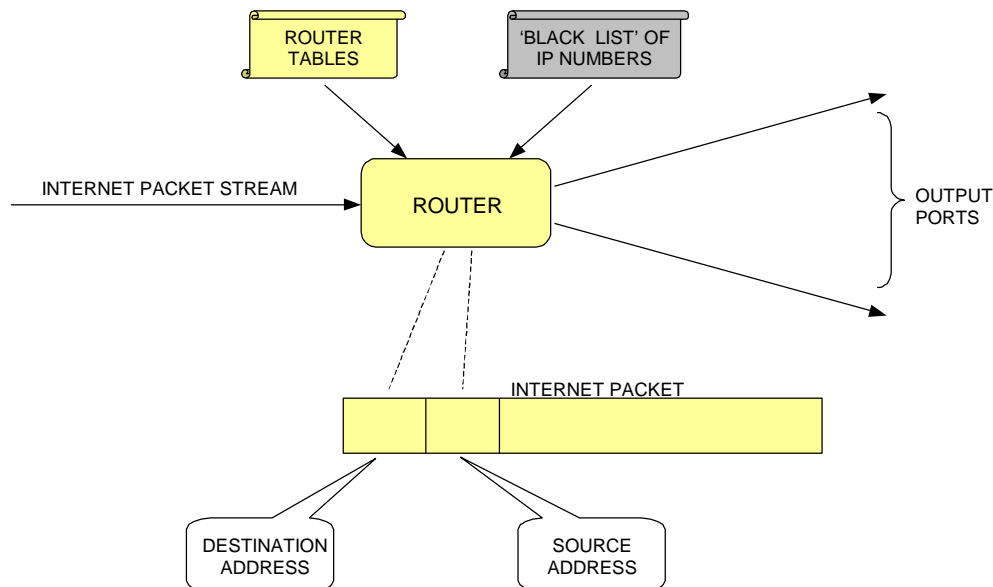 ROUTER
TABLES
‘BLACK LIST’ OF
IP NUMBERS
INTERNET PACKET STREAM
ROUTER
OUTPUT
PORTS
INTERNET PACKET
DESTINATION
ADDRESS
SOURCE
ADDRESS